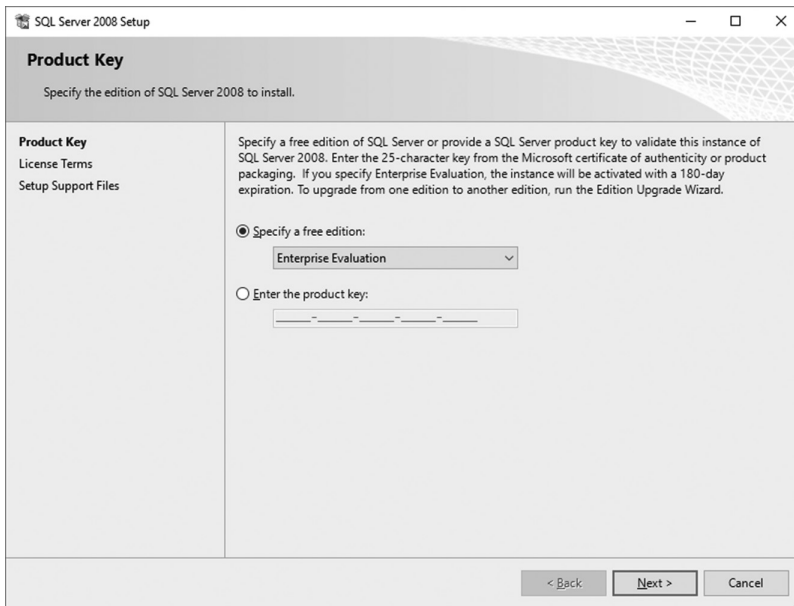 SQL Server 2008 Setup
Product Key
Specify the edition of SQL Server 2008 to install.
Product Key
License Terms
Setup Support Files
Specify a free edition of SQL Server or provide a SQL Server product key to validate this instance of
SQL Server 2008. Enter the 25-character key from the Microsoft certificate of authenticity or product
packaging.  If you specify Enterprise Evaluation, the instance will be activated with a 180-day
expiration. To upgrade from one edition to another edition, run the Edition Upgrade Wizard.
Specify a free edition:
Enterprise Evaluation
Enter the product key:
_____-_____-_____-_____-_____
< Back
Next >
Cancel